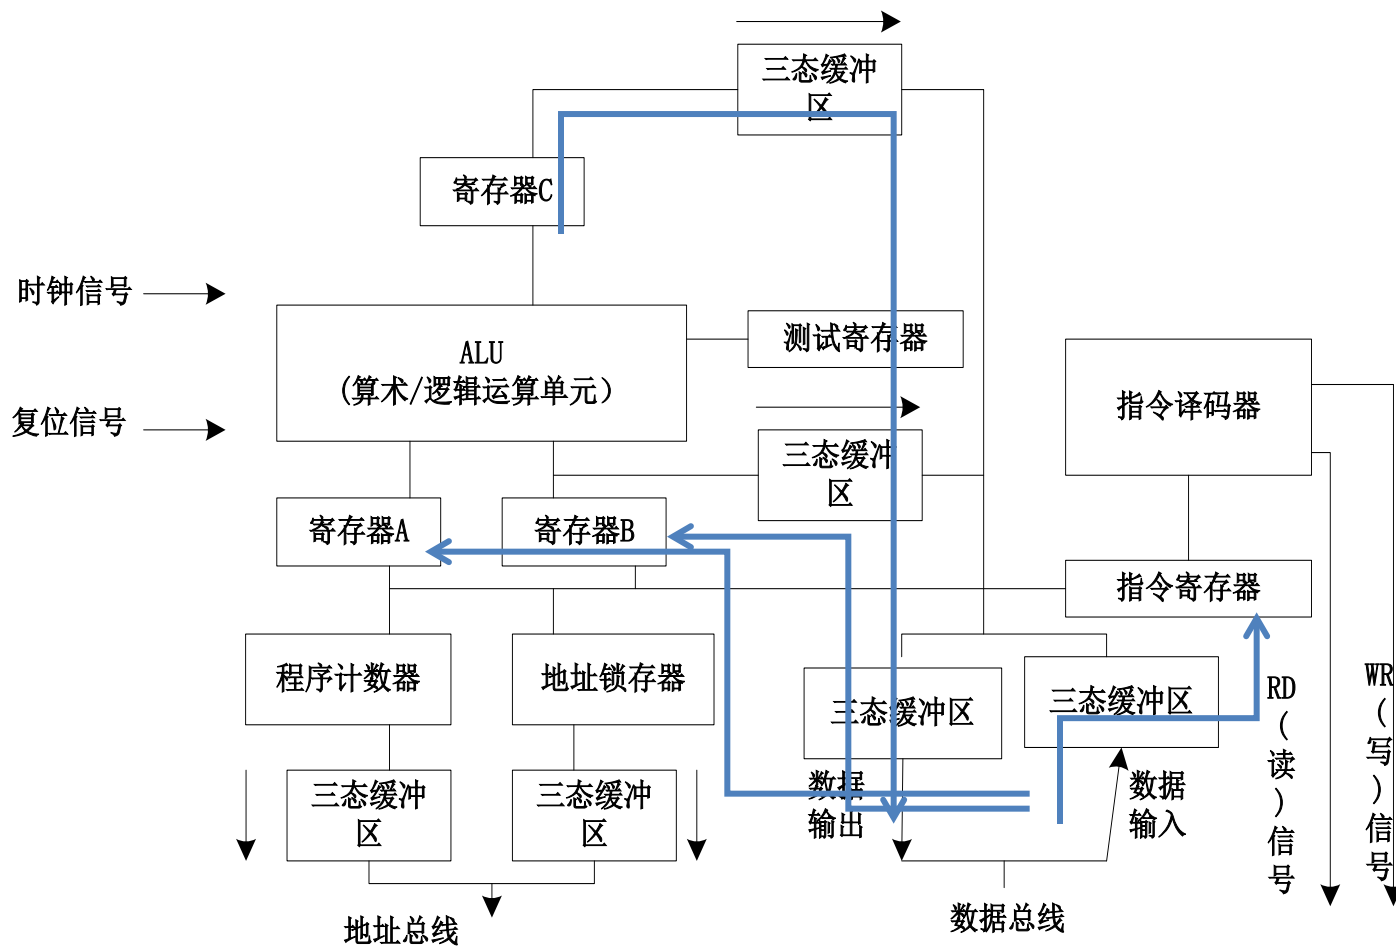 三态缓冲
区
寄存器C
时钟信号
ALU
(算术/逻辑运算单元)
测试寄存器
指令译码器
复位信号
三态缓冲
区
寄存器A
寄存器B
指令寄存器
程序计数器
地址锁存器
三态缓冲区
三态缓冲区
RD(读)信号
WR(写)信号
三态缓冲
区
三态缓冲
区
数据
输出
数据
输入
地址总线
数据总线